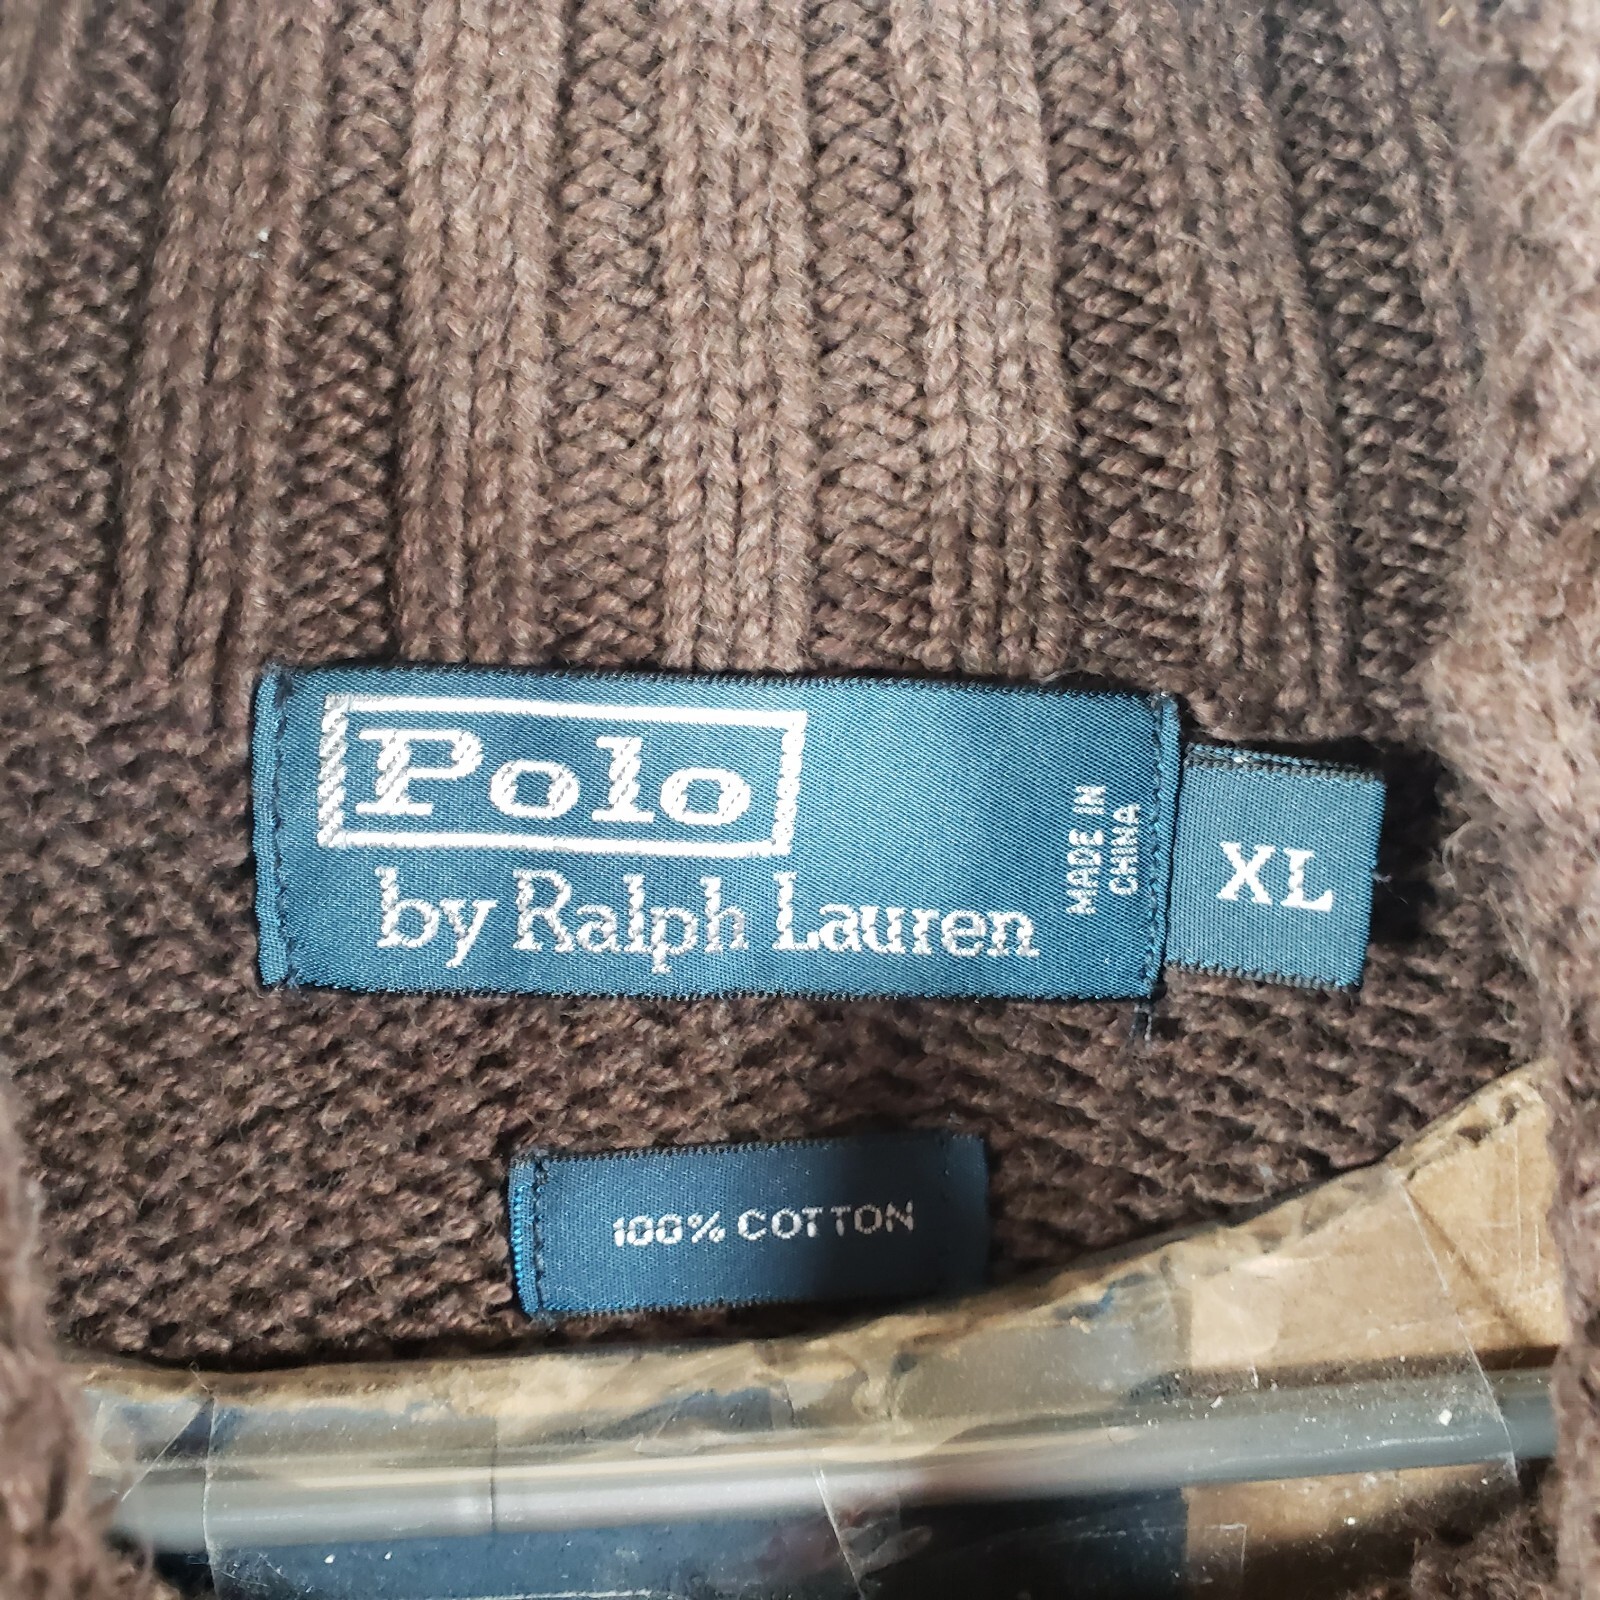 Polo
by Ralph Lauren
MADE IN
CHINA
XL
100% COTTON